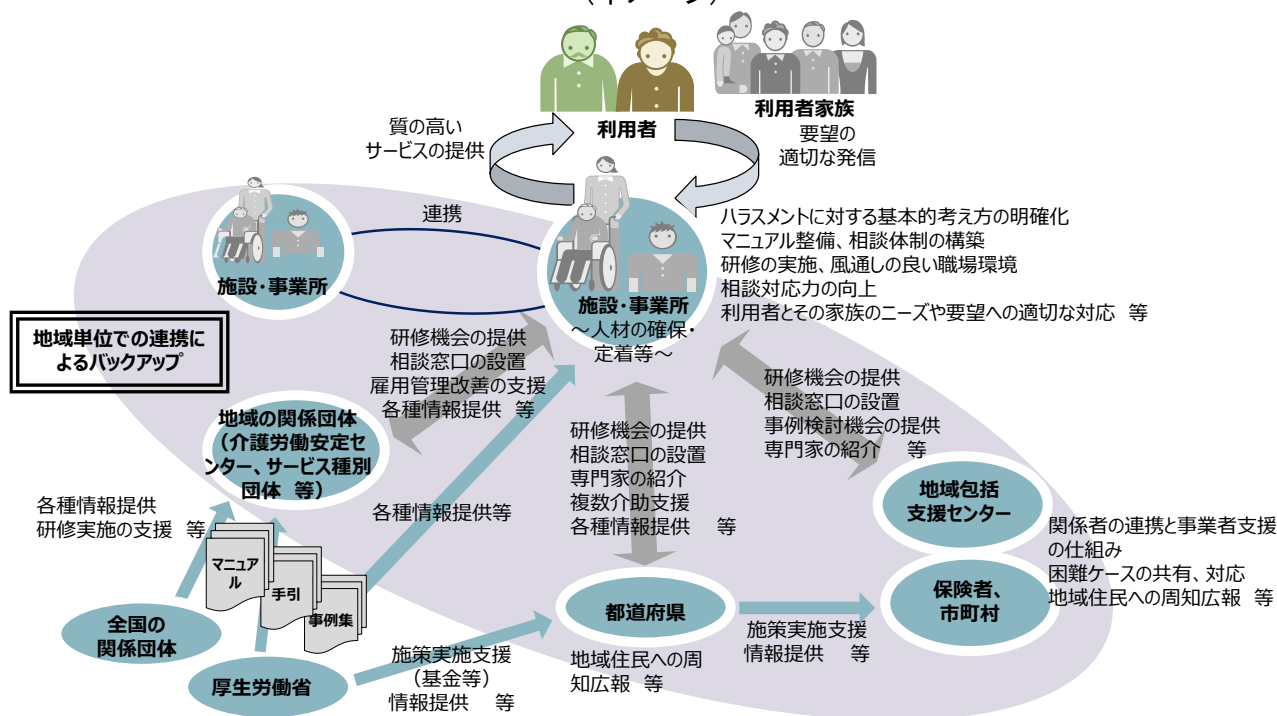 （イメージ）
利用者
利用者家族
質の高い
サービスの提供
要望の
適切な発信
連携
施設・事業所
施設・事業所
～人材の確保・
定着等～
ハラスメントに対する基本的考え方の明確化
マニュアル整備、相談体制の構築
研修の実施、風通しの良い職場環境
相談対応力の向上
利用者とその家族のニーズや要望への適切な対応　等
地域単位での連携に
よるバックアップ
研修機会の提供
相談窓口の設置
雇用管理改善の支援
各種情報提供　等
地域の関係団体
（介護労働安定セ
ンター、サービス種別
団体　等）
研修機会の提供
相談窓口の設置
専門家の紹介
複数介助支援
各種情報提供　等
研修機会の提供
相談窓口の設置
事例検討機会の提供
専門家の紹介　等
各種情報提供
研修実施の支援　等
各種情報提供等
マニュア
ル
手引
事例集
全国の
関係団体
厚生労働省
施策実施支援
（基金等）
情報提供　等
都道府県
地域住民への周
知広報　等
施策実施支援
情報提供　等
地域包括
支援センター
保険者、
市町村
関係者の連携と事業者支援
の仕組み
困難ケースの共有、対応
地域住民への周知広報　等